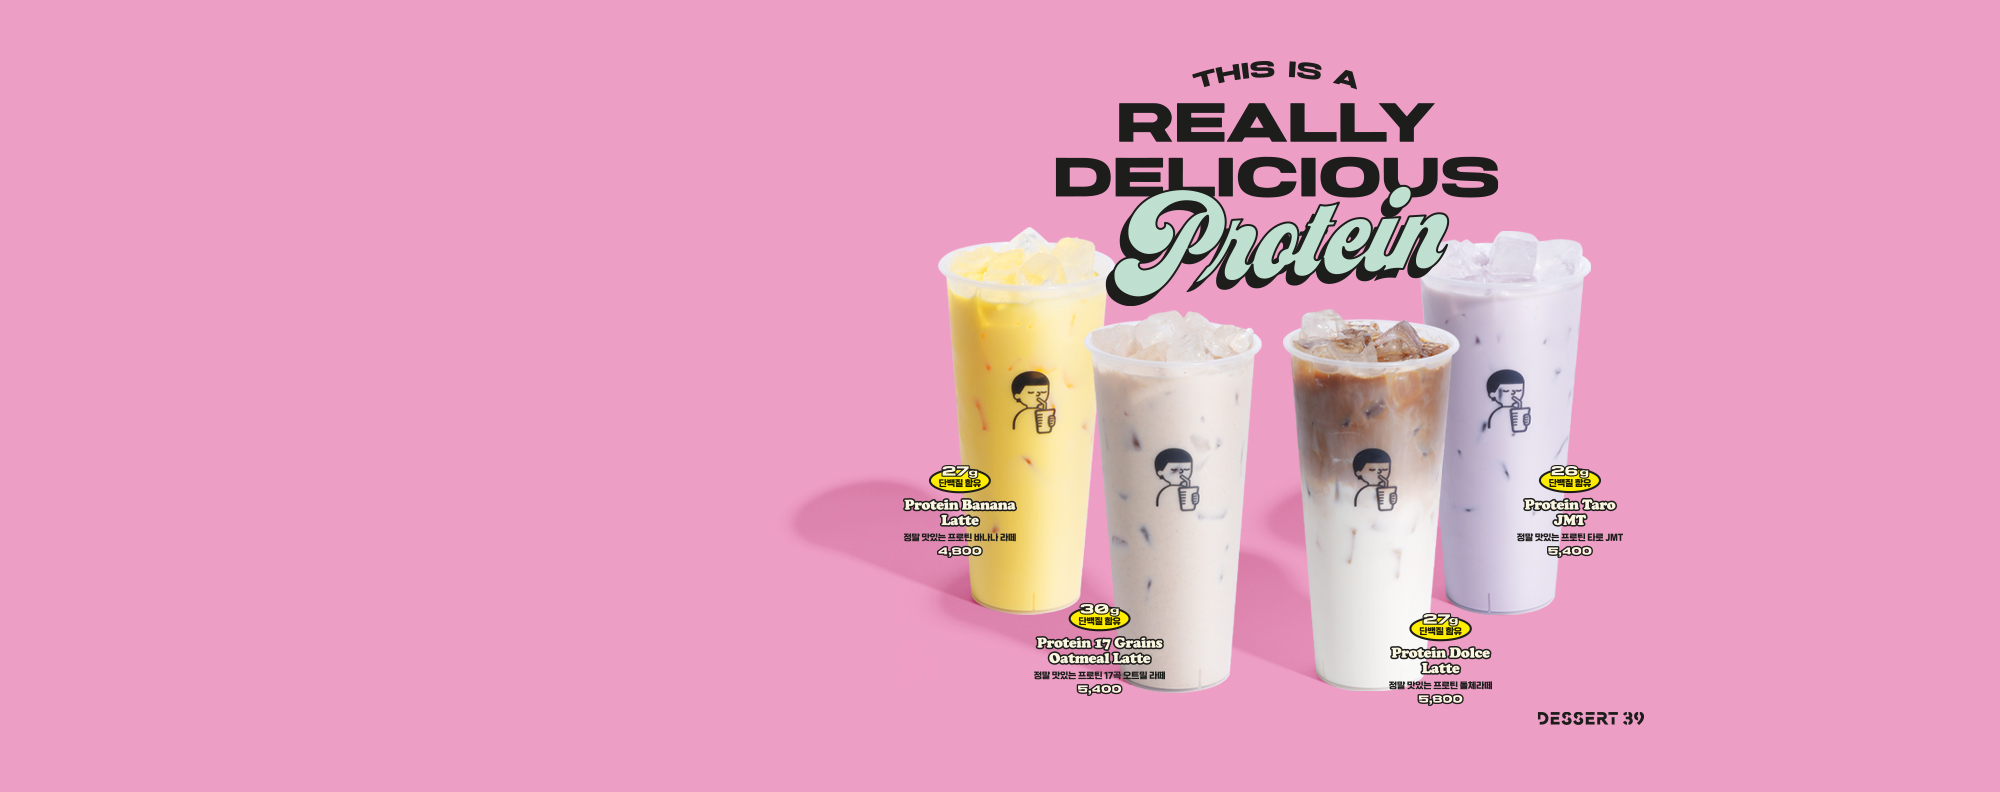 THIS IS A
REALLY
DELICIOUS
Protein
27g
단백질 함유
Protein Banana
Latte
정말 맛있는 프로틴 바나나 라떼
4,800
30g
단백질 함유
Protein 17 Grains
Oatmeal Latte
정말 맛있는 프로틴 17곡 오트밀 라떼
5,400
27g
단백질 함유
Protein Dolce
Latte
정말 맛있는 프로틴 돌체라떼
5,800
26g
단백질 함유
Protein Taro
JMT
정말 맛있는 프로틴 타로 JMT
5,400
DESSERT 39